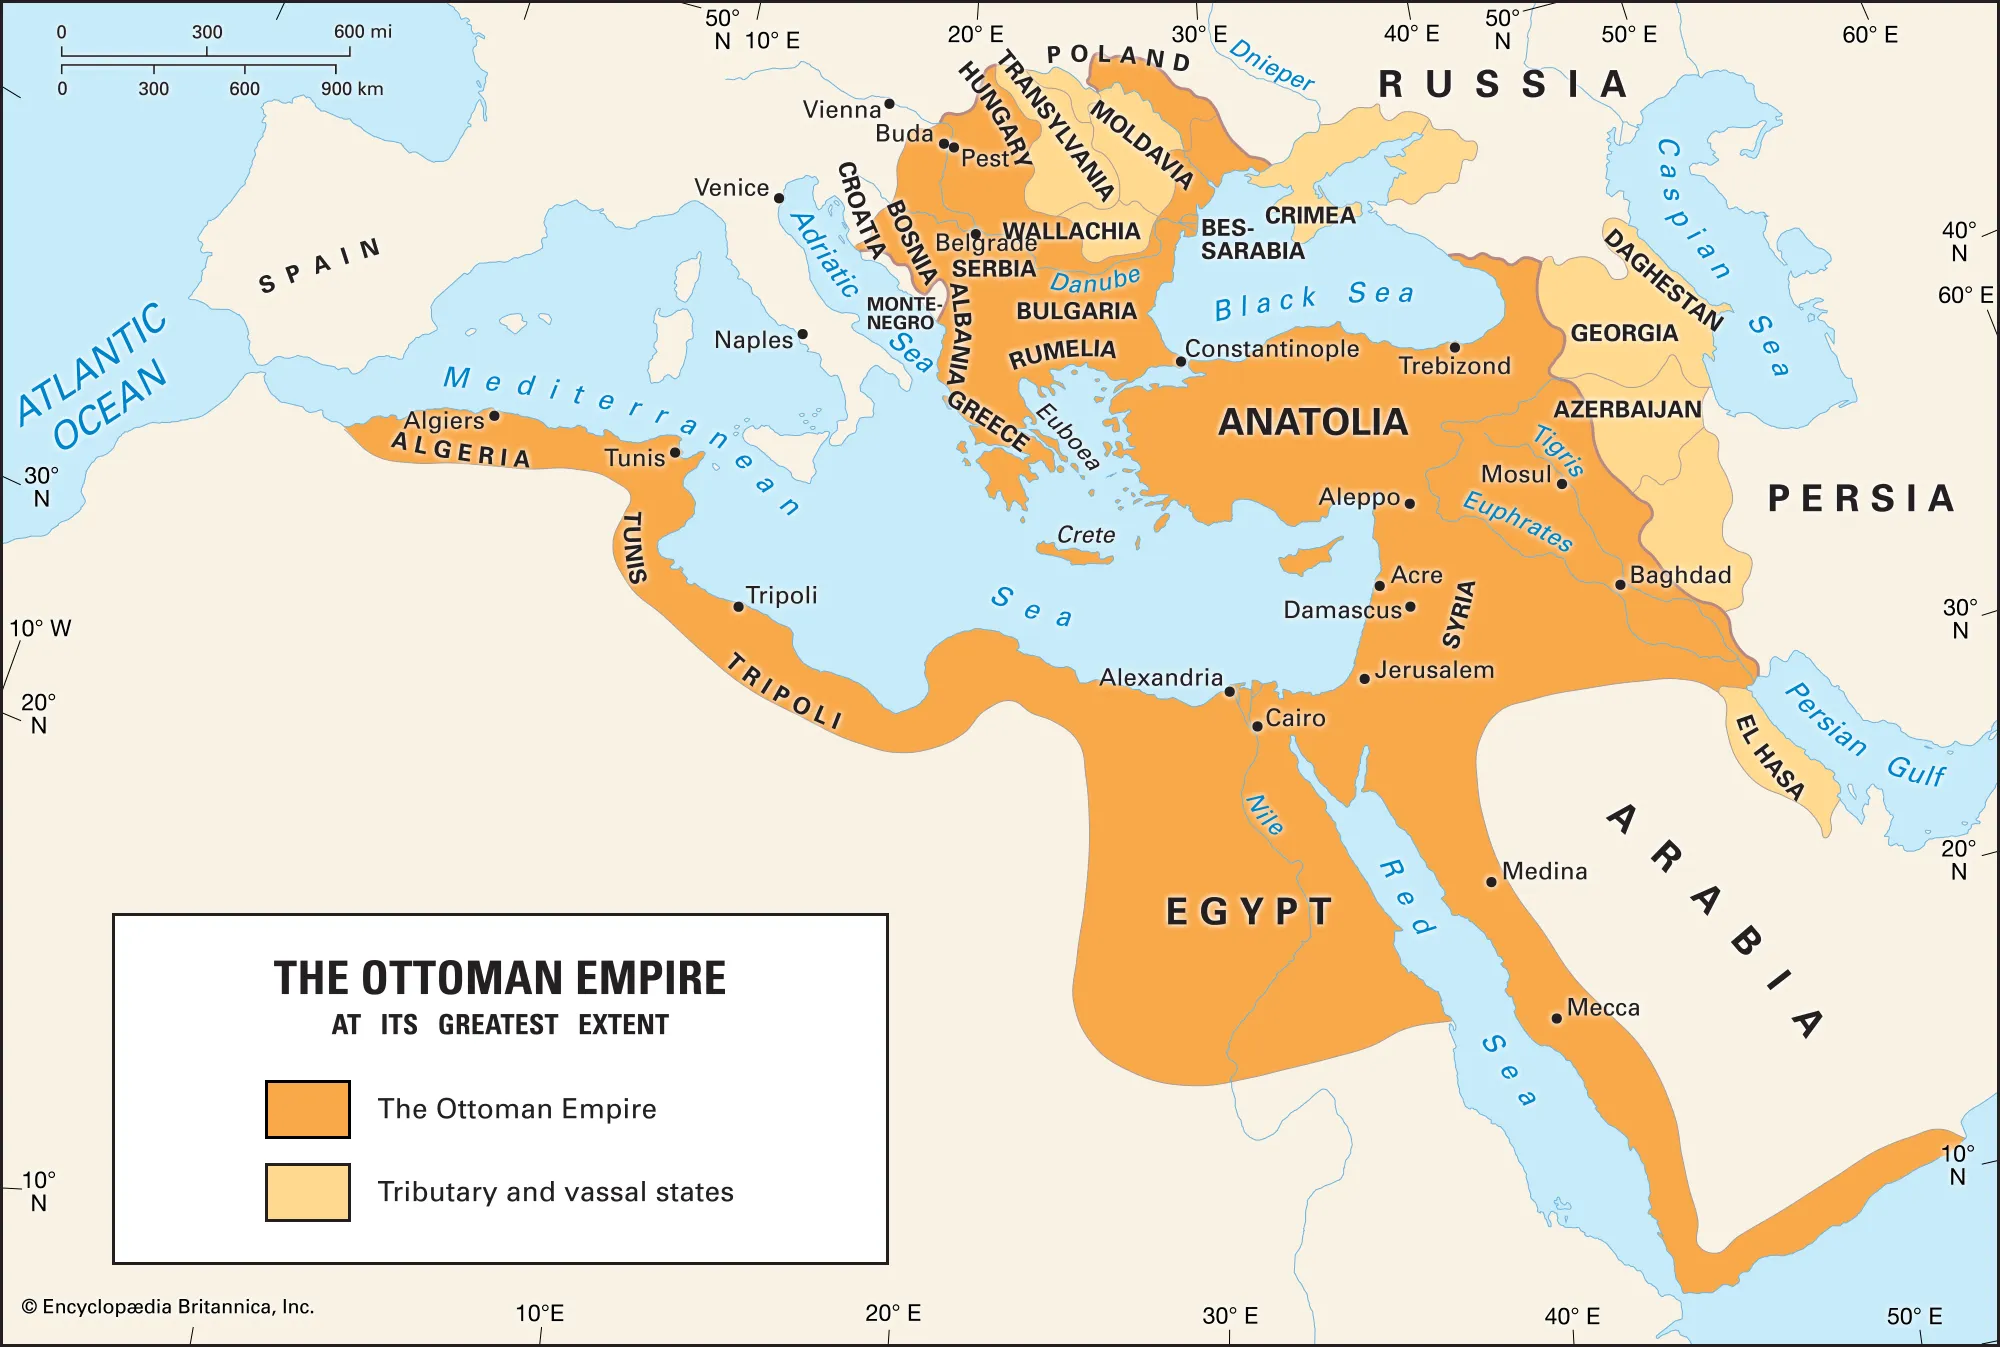 0 300 600 mi
0 300 600 900 km
50°
N
10° E
20° E
30° E
40° E
50°
N
50° E
60° E
POLAND
Dnieper
RUSSIA
Vienna
Buda
Pest
HUNGARY
TRANSYLVANIA
MOLDAVIA
Caspian Sea
Venice
CROATIA
BOSNIA
Adriatic Sea
Belgrade
WALLACHIA
SERBIA
BES-
SARABIA
CRIMEA
DAGHESTAN
40°
N
60° E
SPAIN
MONTE-
NEGRO
ALBANIA
Danube
BULGARIA
Black Sea
GEORGIA
ATLANTIC
OCEAN
Naples
RUMELIA
Constantinople
Trebizond
Mediterranean Sea
GREECE
Euboea
ANATOLIA
AZERBAIJAN
Algiers
ALGERIA
Tunis
Tigris
Mosul
30°
N
Aleppo
Euphrates
PERSIA
TUNIS
Crete
Acre
Damascus
SYRIA
Baghdad
Tripoli
30°
N
10° W
TRIPOLI
Alexandria
Jerusalem
20°
N
Cairo
Persian Gulf
EL HASA
Nile
ARABIA
Red Sea
Medina
20°
N
EGYPT
Mecca
THE OTTOMAN EMPIRE
AT ITS GREATEST EXTENT
The Ottoman Empire
Tributary and vassal states
10°
N
10°
N
© Encyclopædia Britannica, Inc.
10°E
20° E
30° E
40° E
50° E